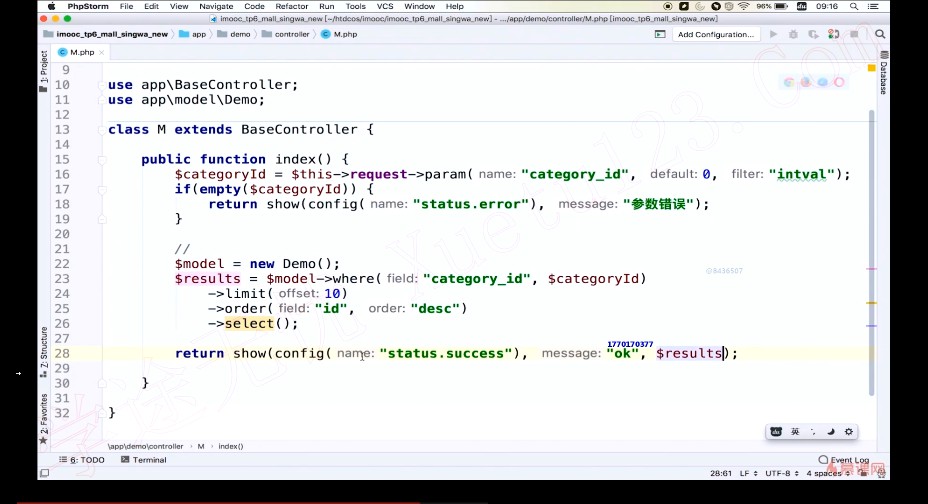 PhpStorm File Edit View Navigate Code Refactor Run Tools VCS Window Help 96% 09:16
imooc_tp6_mall_singwa_new [~/htdcos/imooc/imooc_tp6_mall_singwa_new] - .../app/demo/controller/M.php [imooc_tp6_mall_singwa_new]
imooc_tp6_mall_singwa_new app demo controller M.php Add Configuration...
M.php
1: Project
Database
9
10 use app\BaseController;
11 use app\model\Demo;
12
13 class M extends BaseController {
14
15 public function index() {
16 $categoryId = $this->request->param( name: "category_id", default: 0, filter: "intval");
17 if(empty($categoryId)) {
18 return show(config( name: "status.error"), message: "参数错误");
19 }
20
21 //
22 $model = new Demo();
23 $results = $model->where( field: "category_id", $categoryId)
24 ->limit( offset: 10)
25 ->order( field: "id", order: "desc")
26 ->select();
27
1770170377
28 return show(config( name: "status.success"), message: "ok", $results);
29
30 }
31
32 }
@8436507
7: Structure
2: Favorites
英
\app\demo\controller › M › index()
6: TODO Terminal Event Log
28:61 LF UTF-8 4 spaces
慕课网